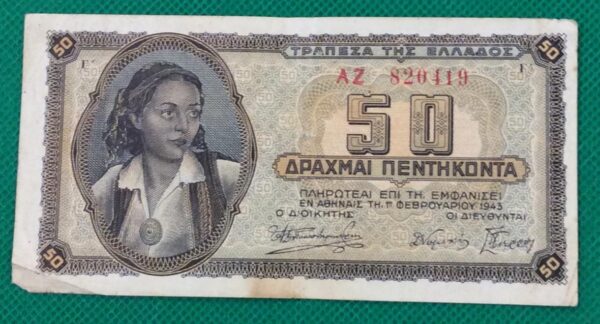 50 ΤΡΑΠΕΖΑ ΤΗΣ ΕΛΛΑΔΟΣ 50
ΑΖ 820419
50
ΔΡΑΧΜΑΙ ΠΕΝΤΗΚΟΝΤΑ
ΠΛΗΡΩΤΕΑΙ ΕΠΙ ΤΗ, ΕΜΦΑΝΙΣΕΙ
ΕΝ ΑΘΗΝΑΙΣ ΤΗ, 1Η ΦΕΒΡΟΥΑΡΙΟΥ 1943
Ο ΔΙΟΙΚΗΤΗΣ ΟΙ ΔΙΕΥΘΥΝΤΑΙ
50 50